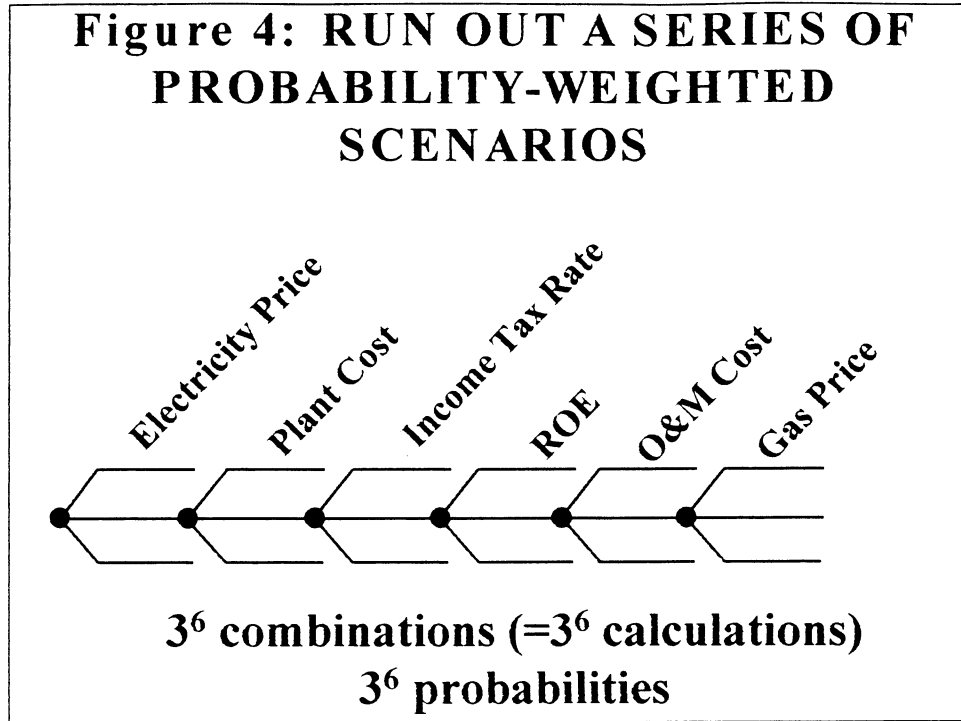 Figure 4: RUN OUT A SERIES OF
PROBABILITY-WEIGHTED
SCENARIOS
Electricity Price
Plant Cost
Income Tax Rate
ROE
O&M Cost
Gas Price
3⁶ combinations (=3⁶ calculations)
3⁶ probabilities